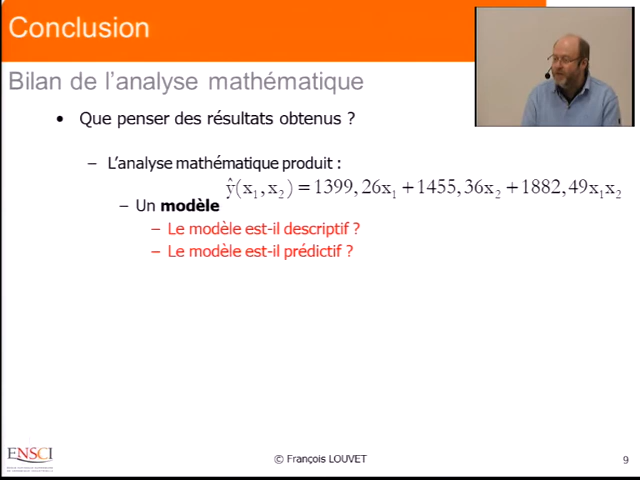 Conclusion
Bilan de l'analyse mathématique
• Que penser des résultats obtenus ?
– L'analyse mathématique produit :
ŷ(x₁,x₂) = 1399,26x₁ + 1455,36x₂ + 1882,49x₁x₂
– Un modèle
– Le modèle est-il descriptif ?
– Le modèle est-il prédictif ?
ENSCI
© François LOUVET
9